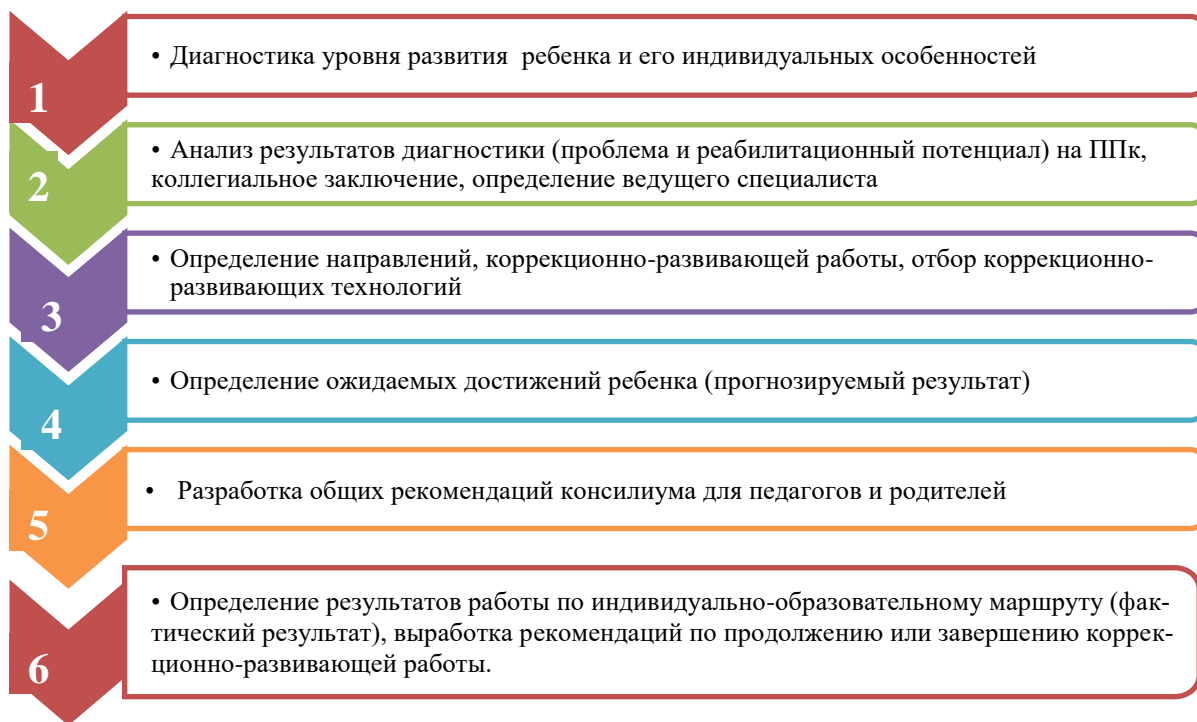 1
• Диагностика уровня развития  ребенка и его индивидуальных особенностей
2
• Анализ результатов диагностики (проблема и реабилитационный потенциал) на ППк,
коллегиальное заключение, определение ведущего специалиста
3
• Определение направлений, коррекционно-развивающей работы, отбор коррекционно-
развивающих технологий
4
• Определение ожидаемых достижений ребенка (прогнозируемый результат)
5
• Разработка общих рекомендаций консилиума для педагогов и родителей
6
• Определение результатов работы по индивидуально-образовательному маршруту (фак-
тический результат), выработка рекомендаций по продолжению или завершению коррек-
ционно-развивающей работы.